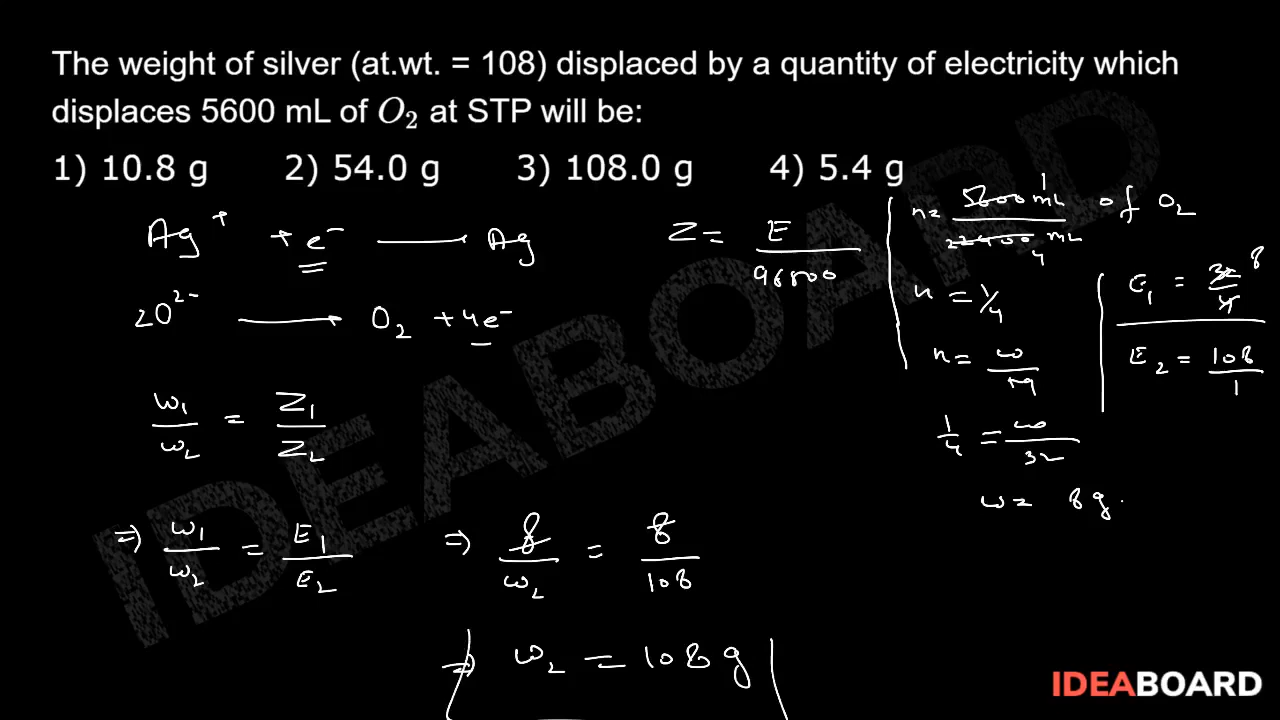 The weight of silver (at.wt. = 108) displaced by a quantity of electricity which
displaces 5600 mL of O₂ at STP will be:
1) 10.8 g 2) 54.0 g 3) 108.0 g 4) 5.4 g
Ag⁺ + e⁻ → Ag
2O²⁻ → O₂ + 4e⁻
w₁/w₂ = Z₁/Z₂
⇒ w₁/w₂ = E₁/E₂ ⇒ 8/w₂ = 8/108
⇒ w₂ = 108 g
Z = E/96500
n = 5600 mL/22400 mL of O₂
1
4
n = 1/4
n = w/M
1/4 = w/32
w = 8 g.
E₁ = 32/4 8
E₂ = 108/1
IDEABOARD
IDEABOARD